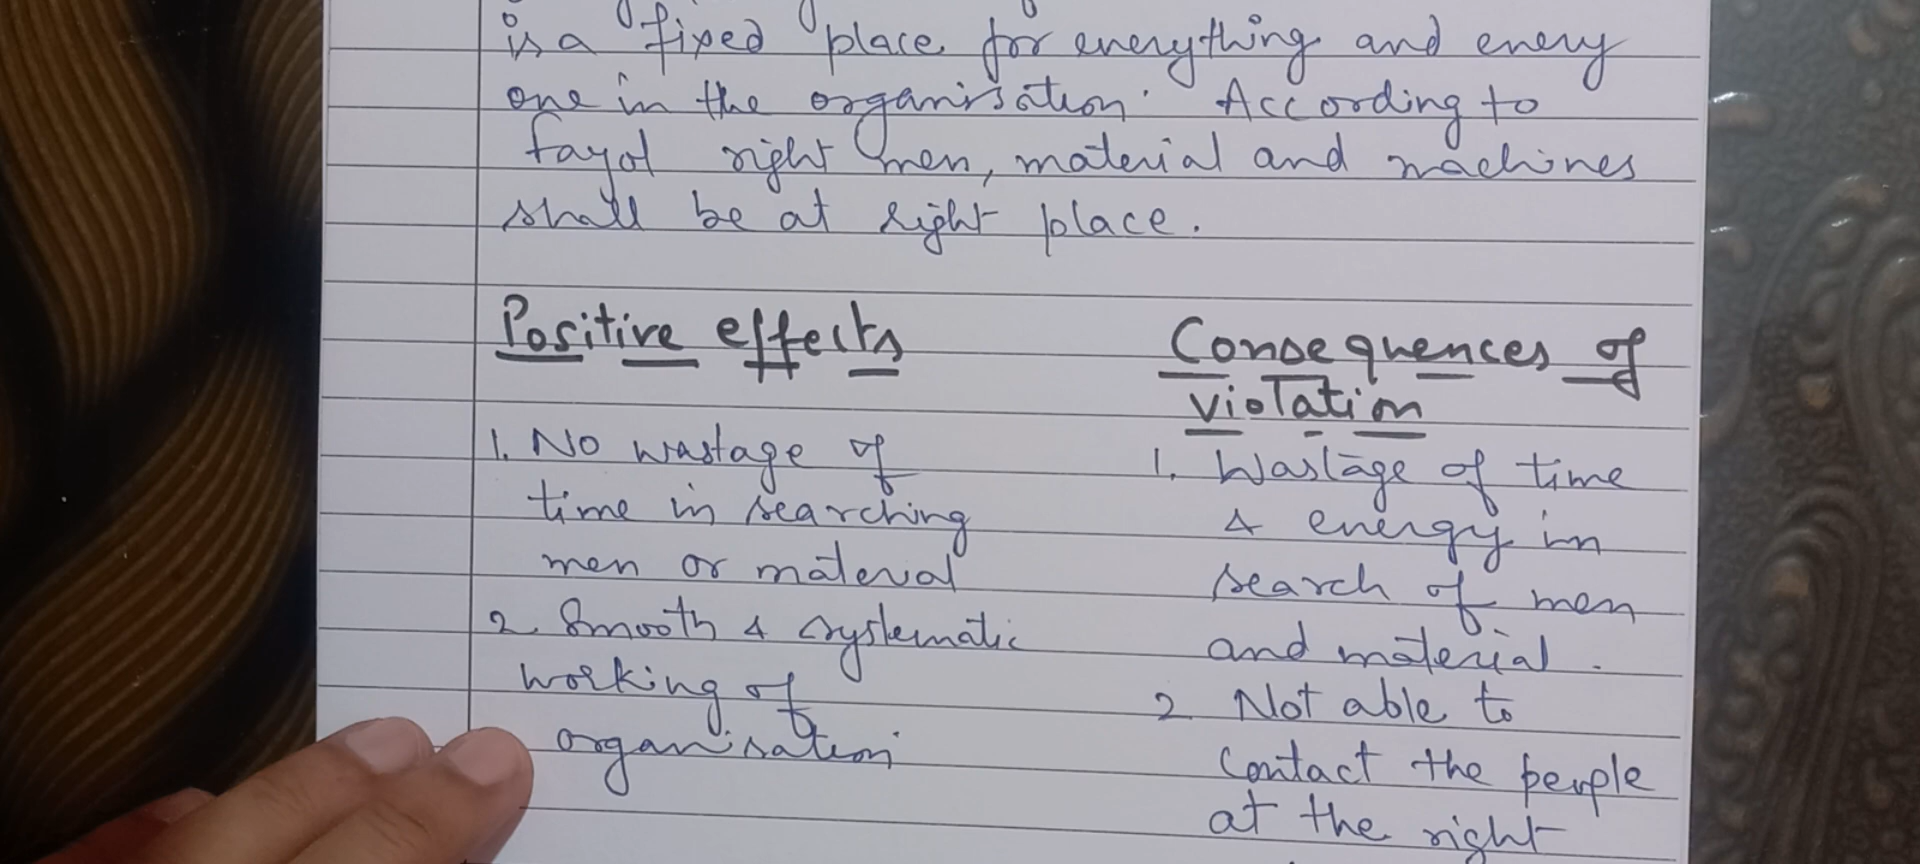 is a fixed place for everything and every
one in the organisation. According to
fayol right men, material and machines
shall be at right place.
Positive effects
1. No wastage of
time in searching
men or material
2 Smooth & systematic
working of
organisation
Consequences of
violation
1. Wastage of time
& energy in
search of men
and material.
2 Not able to
contact the people
at the right